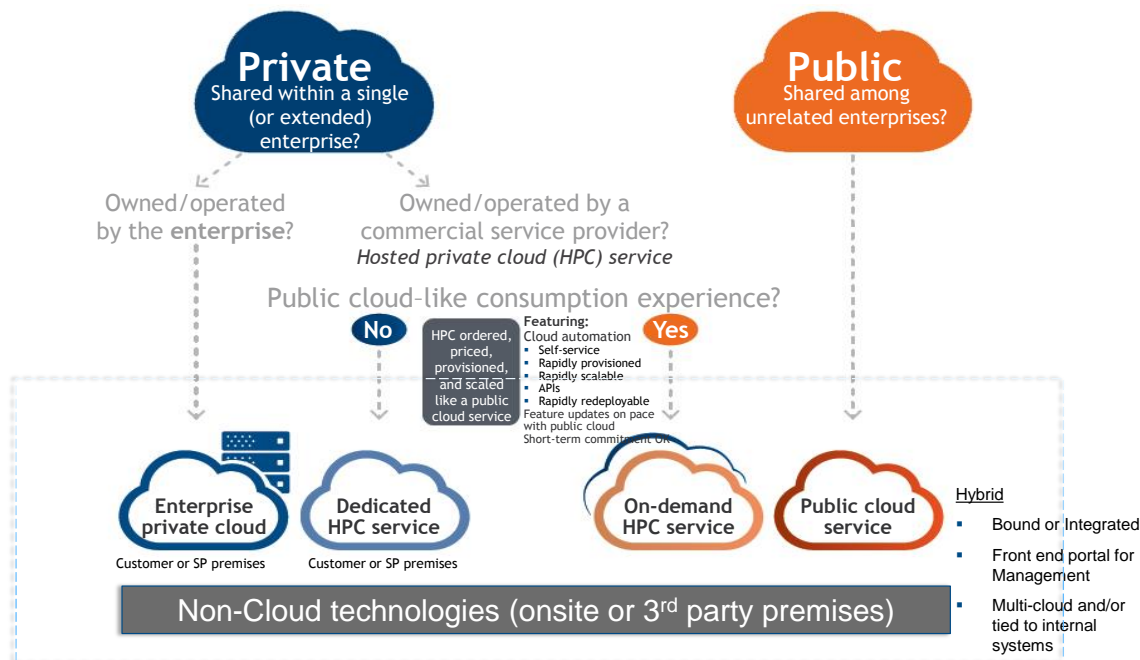 Private
Shared within a single
(or extended)
enterprise?
Public
Shared among
unrelated enterprises?
Owned/operated
by the enterprise?
Owned/operated by a
commercial service provider?
Hosted private cloud (HPC) service
Public cloud–like consumption experience?
No
HPC ordered,
priced,
provisioned,
and scaled
like a public
cloud service
Featuring:
Cloud automation
▪ Self-service
▪ Rapidly provisioned
▪ Rapidly scalable
▪ APIs
▪ Rapidly redeployable
Feature updates on pace
with public cloud
Short-term commitment OK
Yes
Enterprise
private cloud
Customer or SP premises
Dedicated
HPC service
Customer or SP premises
On-demand
HPC service
Public cloud
service
Hybrid
▪ Bound or Integrated
▪ Front end portal for
Management
▪ Multi-cloud and/or
tied to internal
systems
Non-Cloud technologies (onsite or 3rd party premises)